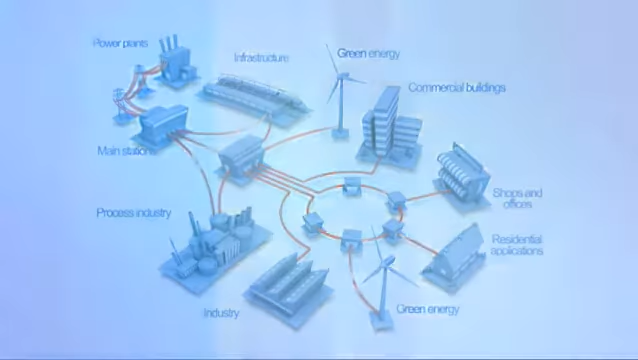 Power plants
Infrastructure
Green energy
Commercial buildings
Main stations
Shops and
offices
Process industry
Residential
applications
Industry
Green energy